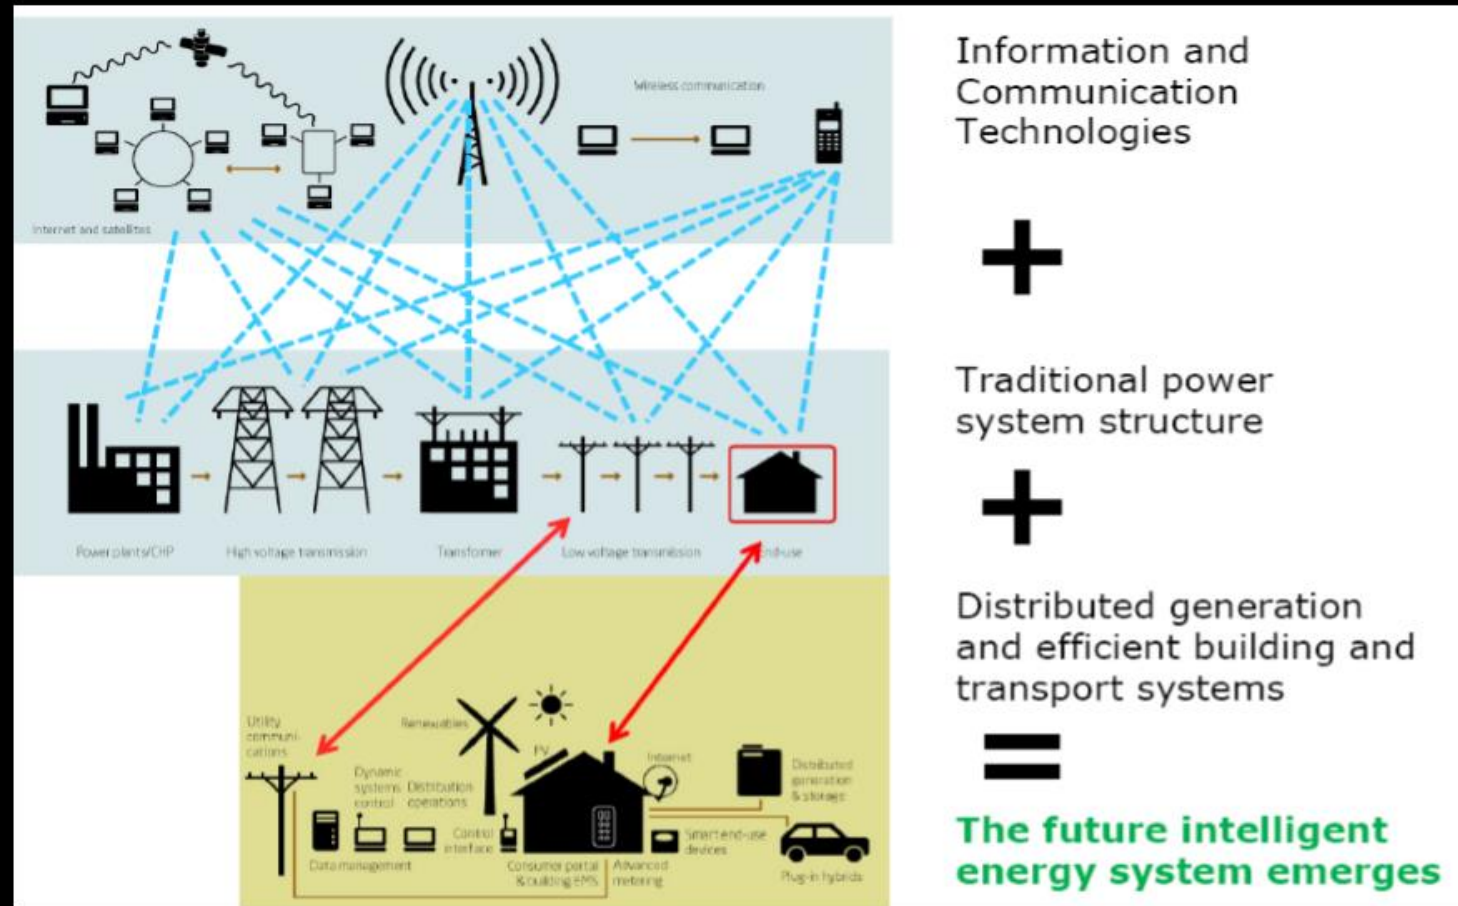 Wireless communication
Internet and satellites
Information and
Communication
Technologies
Power plants/CHP
High voltage transmission
Transformer
Low voltage transmission
End-use
Traditional power
system structure
Utility
communi-
cations
Renewables
PV
Internet
Dynamic
systems
control
Distribution
operations
Distributed
generation
& storage
Control
interface
Data management
Consumer portal
& building EMS
Advanced
metering
Smart end-use
devices
Plug-in hybrids
Distributed generation
and efficient building and
transport systems
The future intelligent
energy system emerges